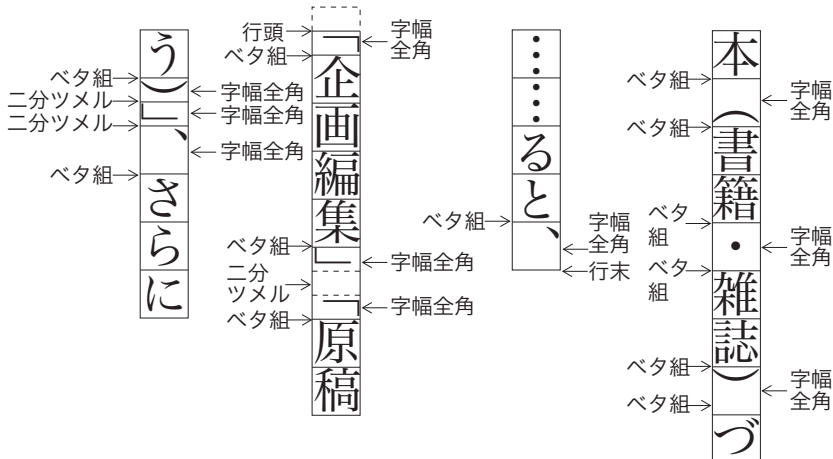 本（書籍・雑誌）づ
ベタ組
字幅
全角
ベタ組
ベタ
組
字幅
全角
ベタ
組
ベタ組
字幅
全角
ベタ組
……ると、
ベタ組
字幅
全角
行末
「企画編集」「原稿
行頭
字幅
全角
ベタ組
ベタ組
字幅全角
二分
ツメル
字幅全角
ベタ組
う）」、さらに
ベタ組
字幅全角
二分ツメル
字幅全角
二分ツメル
字幅全角
ベタ組